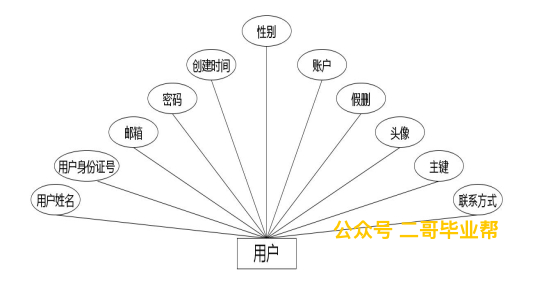 性别
创建时间
账户
密码
假删
邮箱
头像
用户身份证号
主键
用户姓名
联系方式
公众号 二哥毕业帮
用户